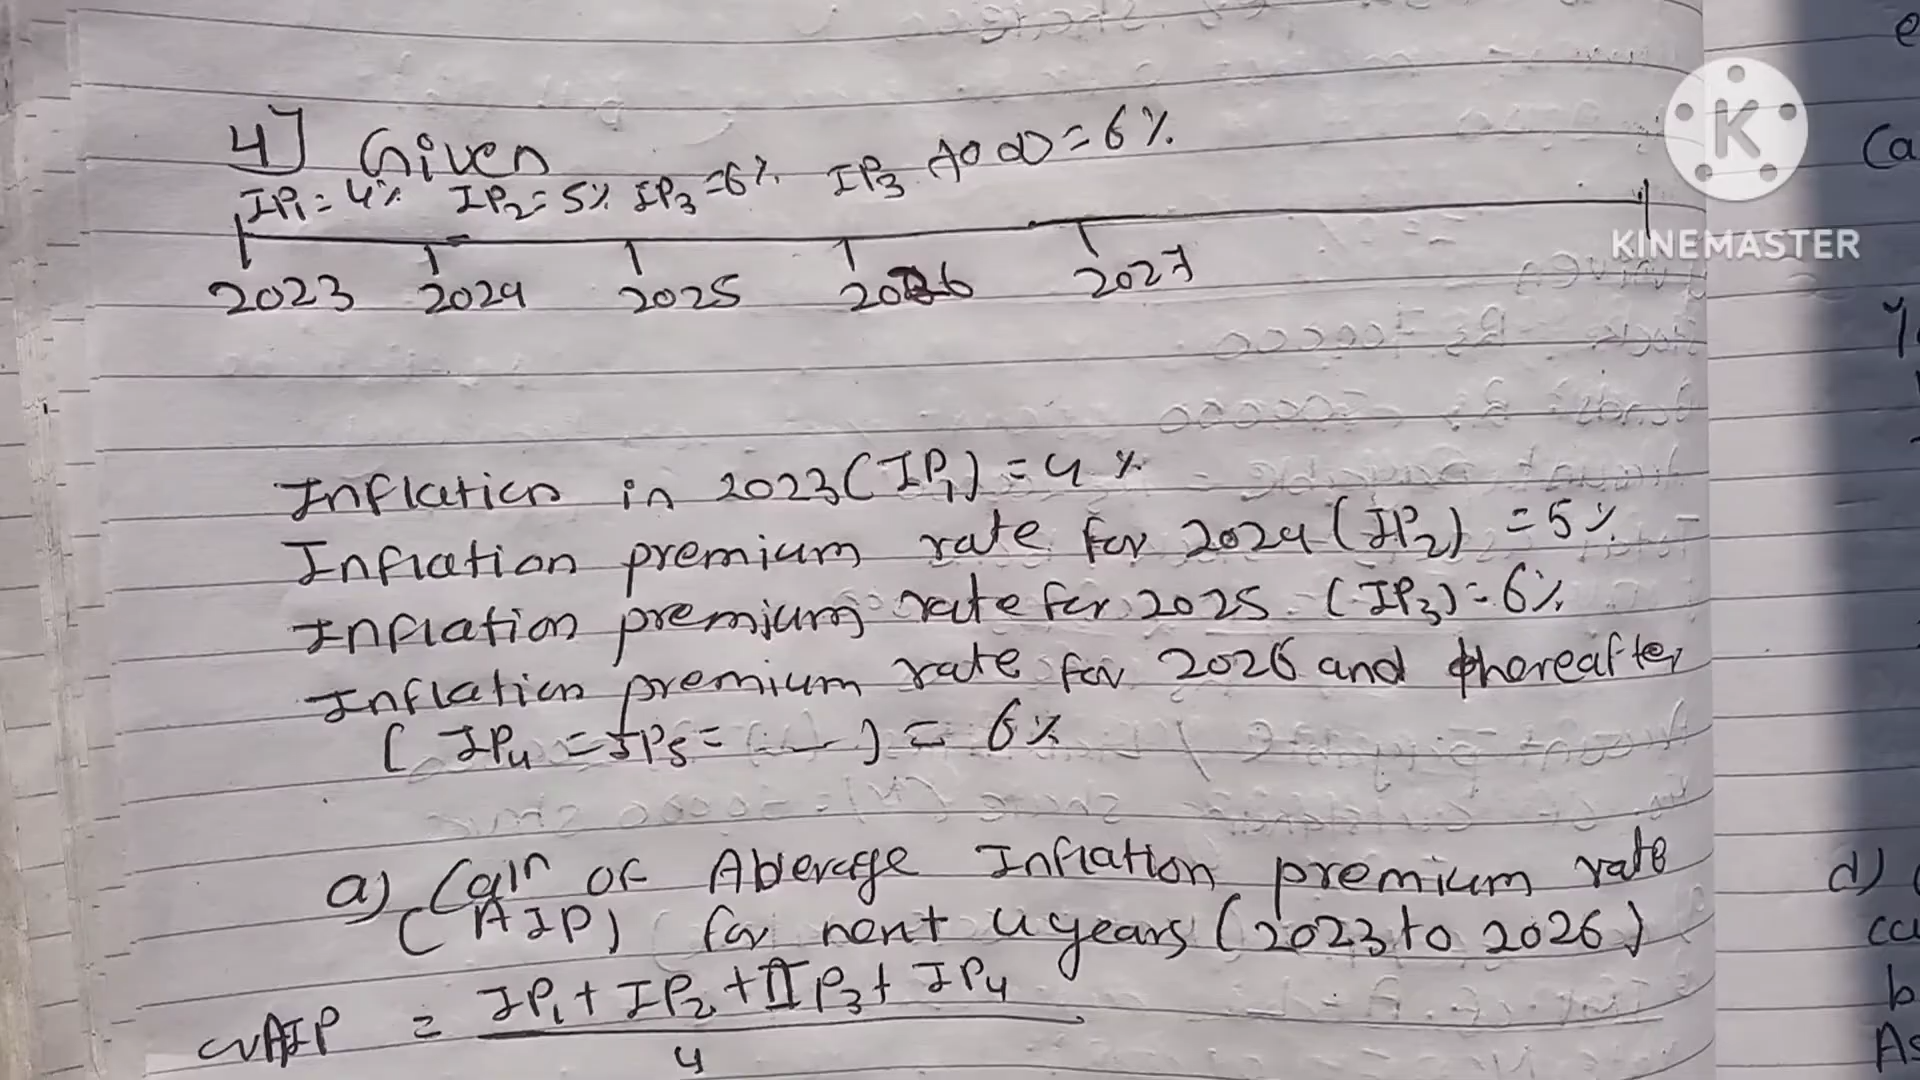 4] Given
IP1 = 4% IP2 = 5% IP3 = 6% IP3 to ∞ = 6%
2023 2024 2025 2026 2027
Inflation in 2023 (IP1) = 4%
Inflation premium rate for 2024 (IP2) = 5%
Inflation premium rate for 2025 (IP3) = 6%
Inflation premium rate for 2026 and thereafter
( IP4 = IP5 = ---- ) = 6%
a) Caln of Average Inflation premium rate
(AIP) for next 4 years (2023 to 2026)
AIP = IP1 + IP2 + IP3 + IP4
4
K
KINEMASTER
e
(a
d)
ca
b
As